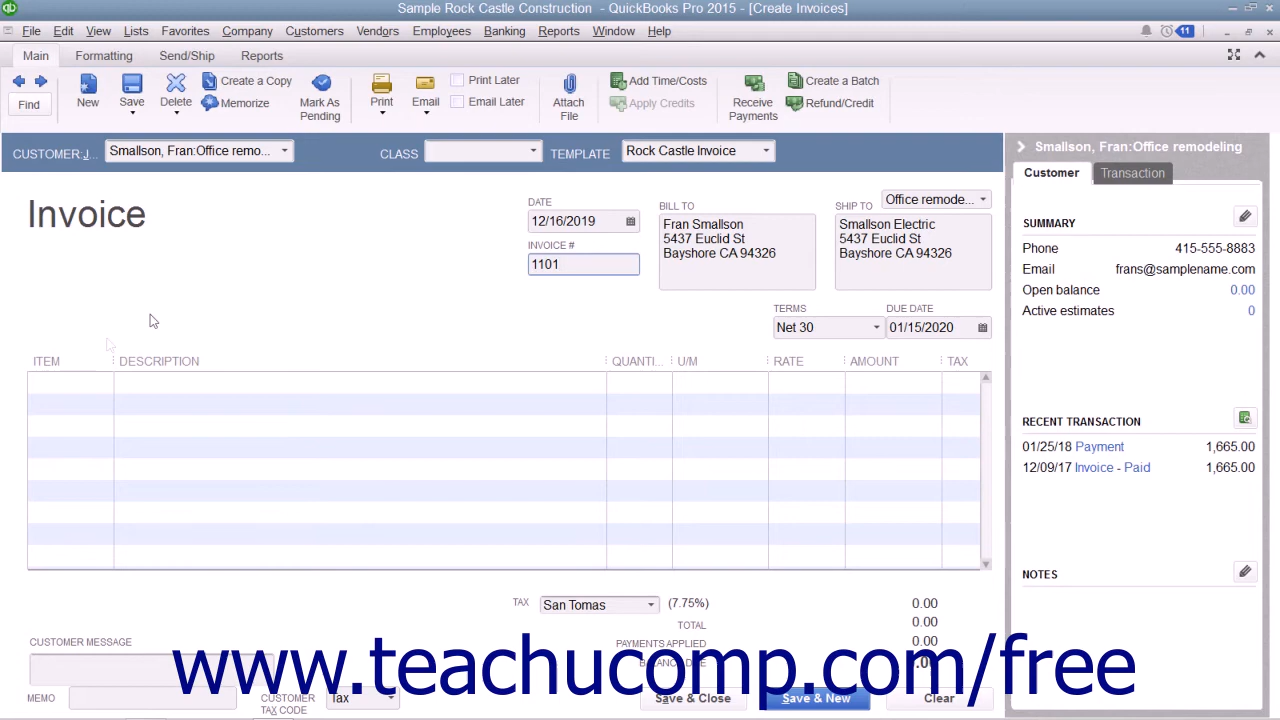 Sample Rock Castle Construction - QuickBooks Pro 2015 - [Create Invoices]
File Edit View Lists Favorites Company Customers Vendors Employees Banking Reports Window Help 11
Main Formatting Send/Ship Reports
Find New Save Delete Create a Copy Memorize Mark As Pending Print Email Print Later Email Later Attach File Add Time/Costs Apply Credits Receive Payments Create a Batch Refund/Credit
CUSTOMER:J... Smallson, Fran:Office remo... CLASS TEMPLATE Rock Castle Invoice
Smallson, Fran:Office remodeling
Customer Transaction
Invoice
DATE
12/16/2019
INVOICE #
1101
BILL TO
Fran Smallson
5437 Euclid St
Bayshore CA 94326
SHIP TO Office remode...
Smallson Electric
5437 Euclid St
Bayshore CA 94326
TERMS DUE DATE
Net 30 01/15/2020
ITEM DESCRIPTION QUANTI... U/M RATE AMOUNT TAX
SUMMARY
Phone 415-555-8883
Email frans@samplename.com
Open balance 0.00
Active estimates 0
RECENT TRANSACTION
01/25/18 Payment 1,665.00
12/09/17 Invoice - Paid 1,665.00
NOTES
TAX San Tomas (7.75%) 0.00
TOTAL 0.00
PAYMENTS APPLIED 0.00
CUSTOMER MESSAGE
www.teachucomp.com/free
MEMO
CUSTOMER TAX CODE Tax
Save & Close Save & New Clear